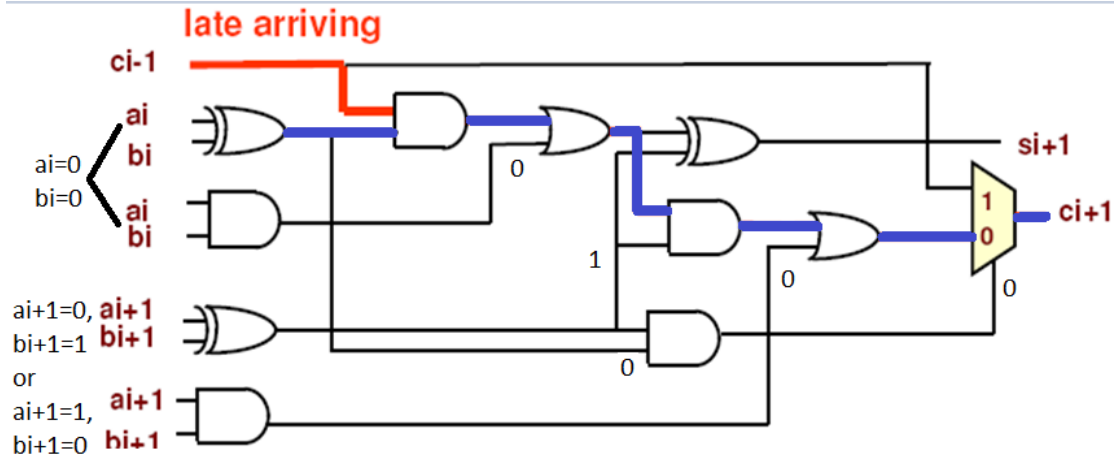 late arriving
ci-1
ai
bi
ai=0
bi=0
ai
bi
0
si+1
1
0
ci+1
1
0
0
ai+1=0,
bi+1=1
or
ai+1=1,
bi+1=0
ai+1
bi+1
0
ai+1
bi+1